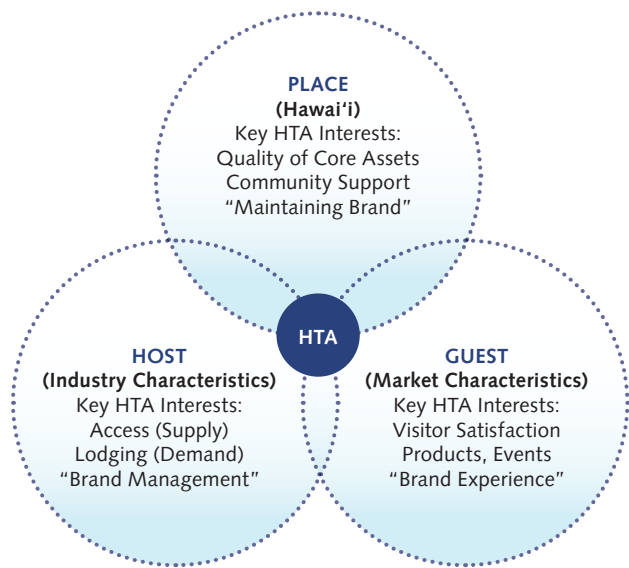 PLACE
(Hawai‘i)
Key HTA Interests:
Quality of Core Assets
Community Support
“Maintaining Brand”
HTA
HOST
(Industry Characteristics)
Key HTA Interests:
Access (Supply)
Lodging (Demand)
“Brand Management”
GUEST
(Market Characteristics)
Key HTA Interests:
Visitor Satisfaction
Products, Events
“Brand Experience”